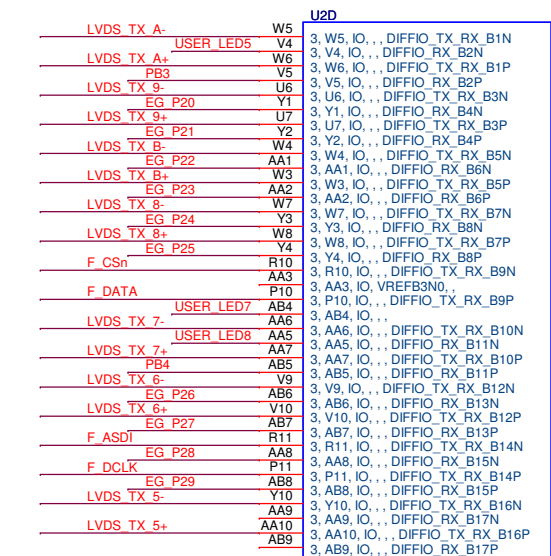 U2D
LVDS_TX_A- W5 3, W5, IO, , , DIFFIO_TX_RX_B1N
USER_LED5 V4 3, V4, IO, , , DIFFIO_RX_B2N
LVDS_TX_A+ W6 3, W6, IO, , , DIFFIO_TX_RX_B1P
PB3 V5 3, V5, IO, , , DIFFIO_RX_B2P
LVDS_TX_9- U6 3, U6, IO, , , DIFFIO_TX_RX_B3N
EG_P20 Y1 3, Y1, IO, , , DIFFIO_RX_B4N
LVDS_TX_9+ U7 3, U7, IO, , , DIFFIO_TX_RX_B3P
EG_P21 Y2 3, Y2, IO, , , DIFFIO_RX_B4P
LVDS_TX_B- W4 3, W4, IO, , , DIFFIO_TX_RX_B5N
EG_P22 AA1 3, AA1, IO, , , DIFFIO_RX_B6N
LVDS_TX_B+ W3 3, W3, IO, , , DIFFIO_TX_RX_B5P
EG_P23 AA2 3, AA2, IO, , , DIFFIO_RX_B6P
LVDS_TX_8- W7 3, W7, IO, , , DIFFIO_TX_RX_B7N
EG_P24 Y3 3, Y3, IO, , , DIFFIO_RX_B8N
LVDS_TX_8+ W8 3, W8, IO, , , DIFFIO_TX_RX_B7P
EG_P25 Y4 3, Y4, IO, , , DIFFIO_RX_B8P
F_CSn R10 3, R10, IO, , , DIFFIO_TX_RX_B9N
AA3 3, AA3, IO, VREFB3N0, ,
F_DATA P10 3, P10, IO, , , DIFFIO_TX_RX_B9P
USER_LED7 AB4 3, AB4, IO, , ,
LVDS_TX_7- AA6 3, AA6, IO, , , DIFFIO_TX_RX_B10N
USER_LED8 AA5 3, AA5, IO, , , DIFFIO_RX_B11N
LVDS_TX_7+ AA7 3, AA7, IO, , , DIFFIO_TX_RX_B10P
PB4 AB5 3, AB5, IO, , , DIFFIO_RX_B11P
LVDS_TX_6- V9 3, V9, IO, , , DIFFIO_TX_RX_B12N
EG_P26 AB6 3, AB6, IO, , , DIFFIO_RX_B13N
LVDS_TX_6+ V10 3, V10, IO, , , DIFFIO_TX_RX_B12P
EG_P27 AB7 3, AB7, IO, , , DIFFIO_RX_B13P
F_ASDI R11 3, R11, IO, , , DIFFIO_TX_RX_B14N
EG_P28 AA8 3, AA8, IO, , , DIFFIO_RX_B15N
F_DCLK P11 3, P11, IO, , , DIFFIO_TX_RX_B14P
EG_P29 AB8 3, AB8, IO, , , DIFFIO_RX_B15P
LVDS_TX_5- Y10 3, Y10, IO, , , DIFFIO_TX_RX_B16N
AA9 3, AA9, IO, , , DIFFIO_RX_B17N
LVDS_TX_5+ AA10 3, AA10, IO, , , DIFFIO_TX_RX_B16P
AB9 3, AB9, IO, , , DIFFIO_RX_B17P